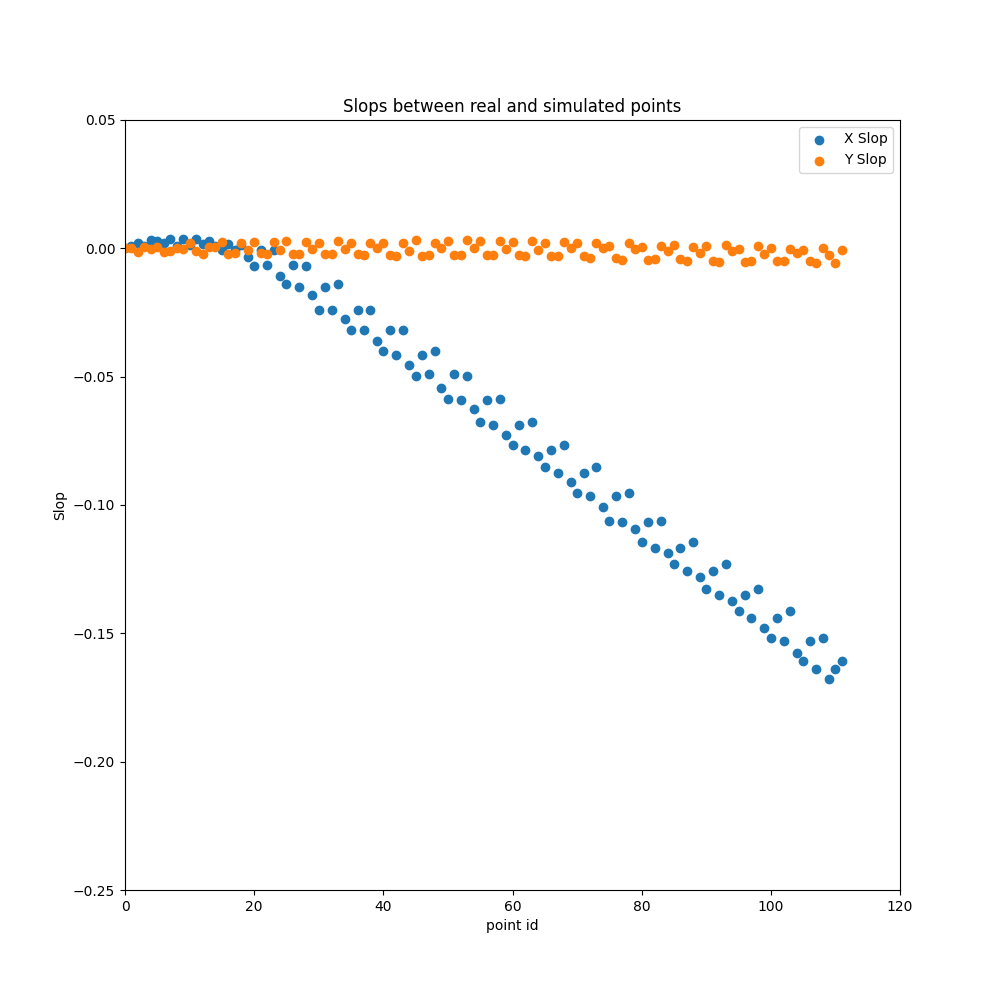 Slops between real and simulated points
X Slop
Y Slop
0.05
0.00
−0.05
−0.10
−0.15
−0.20
−0.25
Slop
0 20 40 60 80 100 120
point id